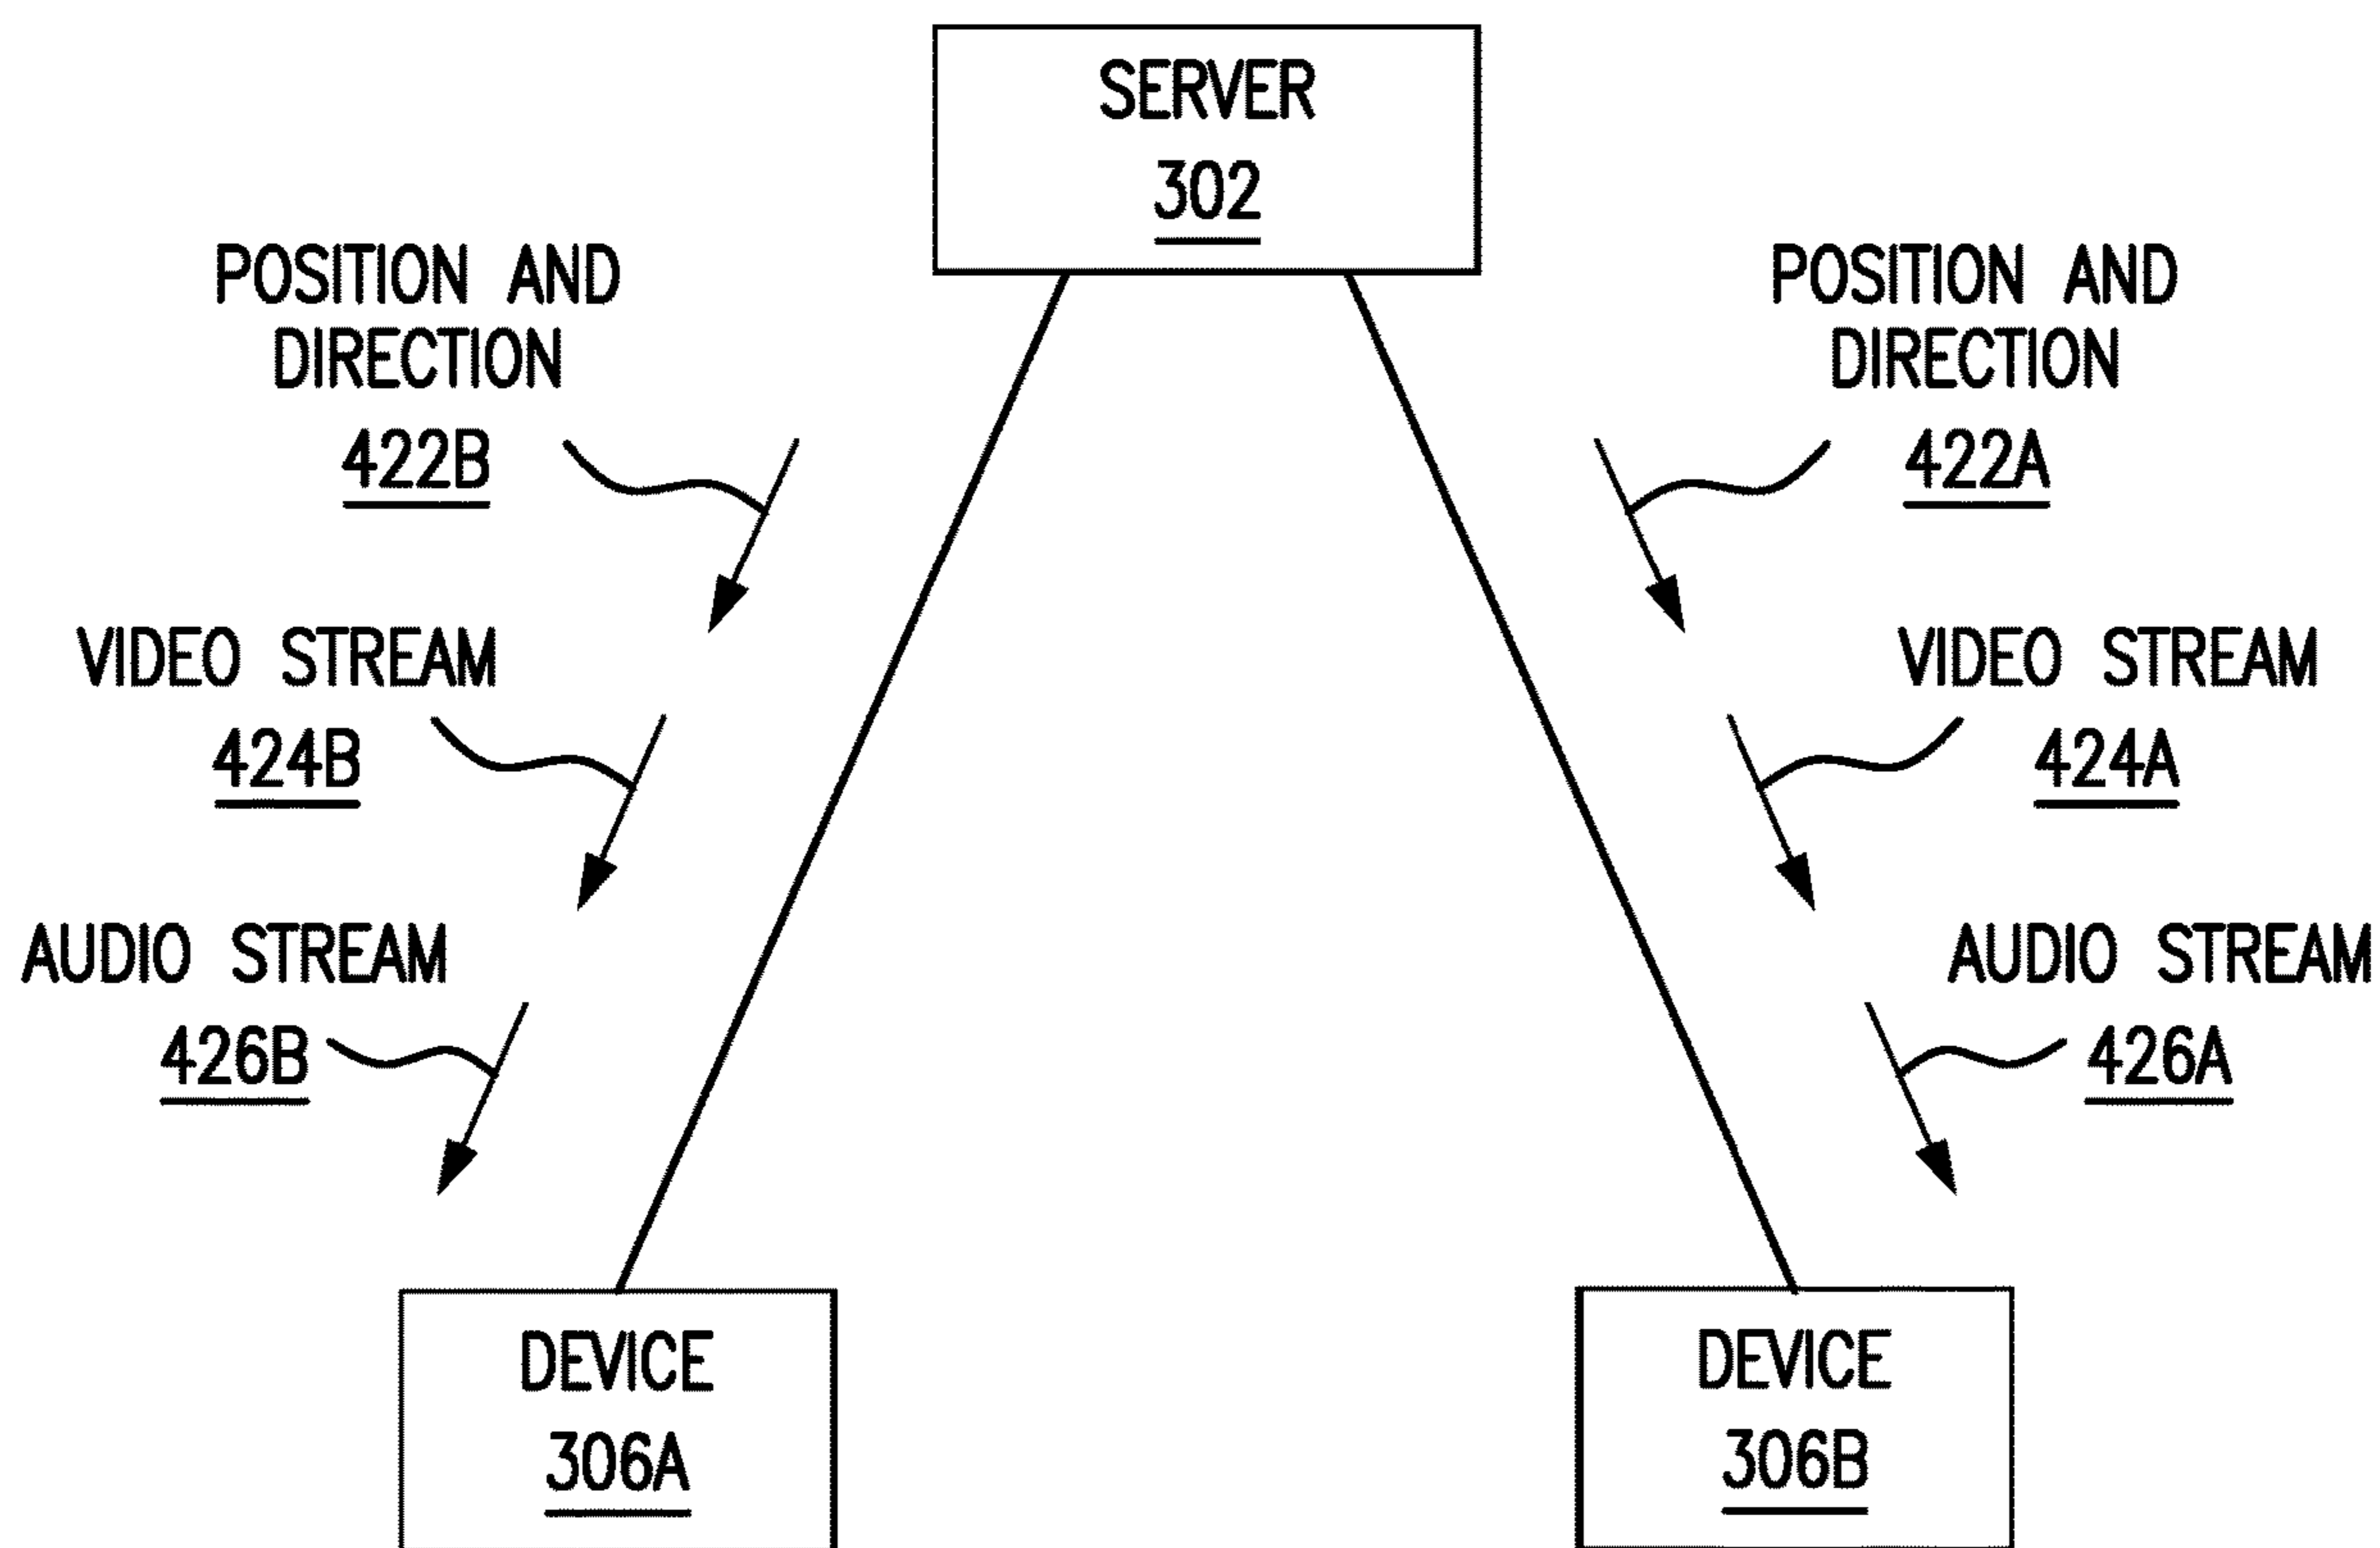 SERVER
302
POSITION AND
DIRECTION
422B
POSITION AND
DIRECTION
422A
VIDEO STREAM
424B
VIDEO STREAM
424A
AUDIO STREAM
426B
AUDIO STREAM
426A
DEVICE
306A
DEVICE
306B